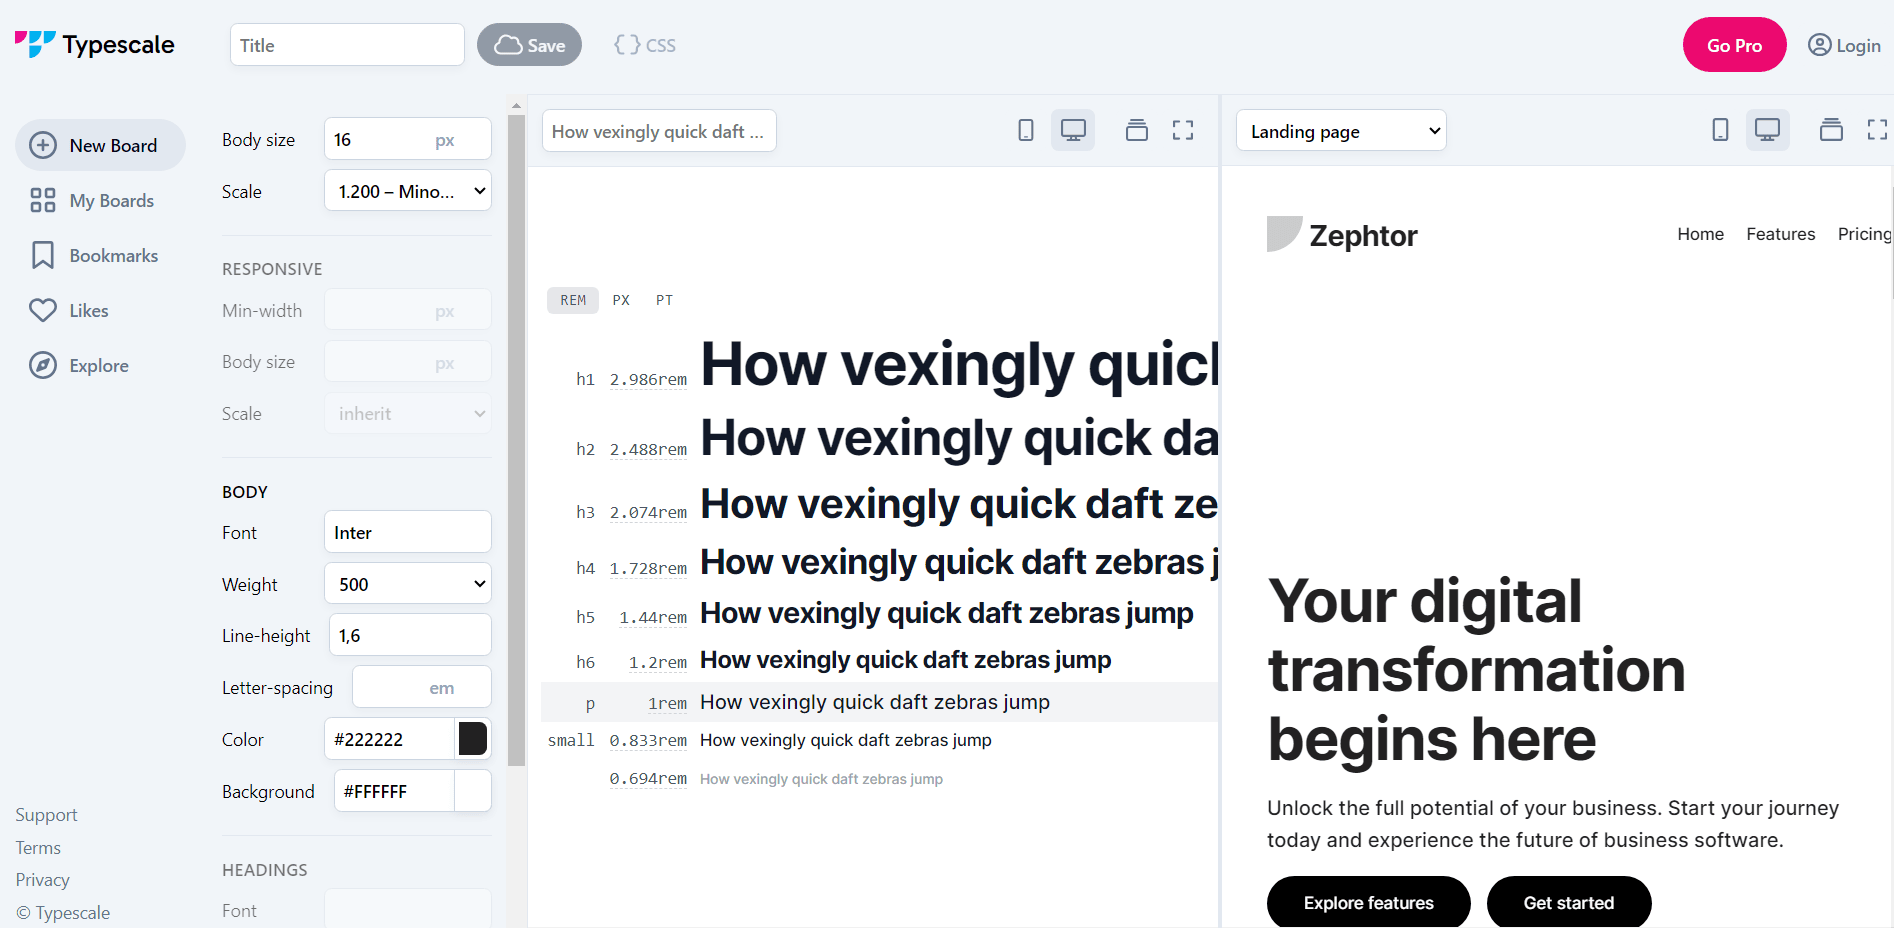 Typescale
Title
Save
CSS
Go Pro
Login
New Board
My Boards
Bookmarks
Likes
Explore
Support
Terms
Privacy
© Typescale
Body size 16 px
Scale 1.200 – Mino...
RESPONSIVE
Min-width px
Body size px
Scale inherit
BODY
Font Inter
Weight 500
Line-height 1,6
Letter-spacing em
Color #222222
Background #FFFFFF
HEADINGS
Font
How vexingly quick daft ...
REM PX PT
h1 2.986rem How vexingly quick
h2 2.488rem How vexingly quick da
h3 2.074rem How vexingly quick daft ze
h4 1.728rem How vexingly quick daft zebras j
h5 1.44rem How vexingly quick daft zebras jump
h6 1.2rem How vexingly quick daft zebras jump
p 1rem How vexingly quick daft zebras jump
small 0.833rem How vexingly quick daft zebras jump
0.694rem How vexingly quick daft zebras jump
Landing page
Zephtor
Home Features Pricing
Your digital
transformation
begins here
Unlock the full potential of your business. Start your journey
today and experience the future of business software.
Explore features
Get started